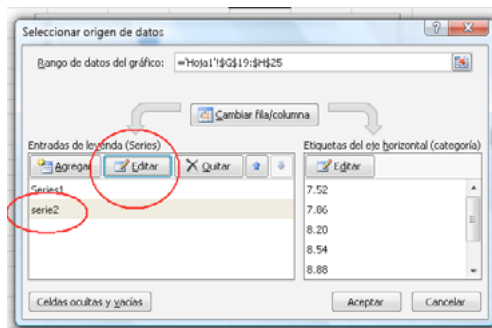 Seleccionar origen de datos
Rango de datos del gráfico: ='Hoja1'!$G$19:$H$25
Cambiar fila/columna
Entradas de leyenda (Series)
Agregar Editar Quitar
Series1
serie2
Etiquetas del eje horizontal (categoría)
Editar
7.52
7.86
8.20
8.54
8.88
Celdas ocultas y vacías
Aceptar Cancelar